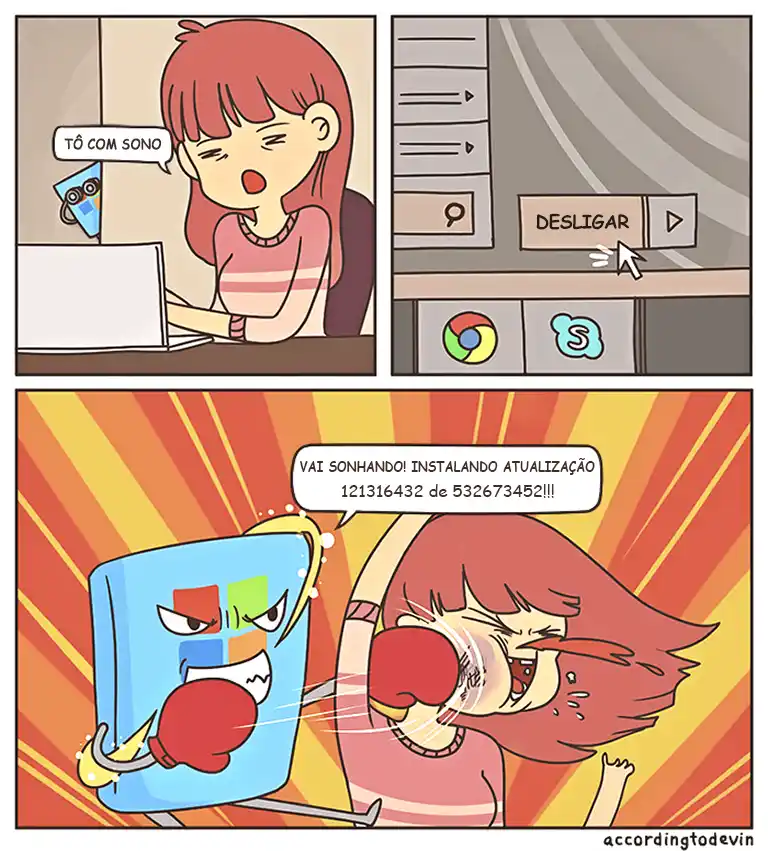 TÔ COM SONO
DESLIGAR
S
VAI SONHANDO! INSTALANDO ATUALIZAÇÃO
121316432 de 532673452!!!
accordingtodevin